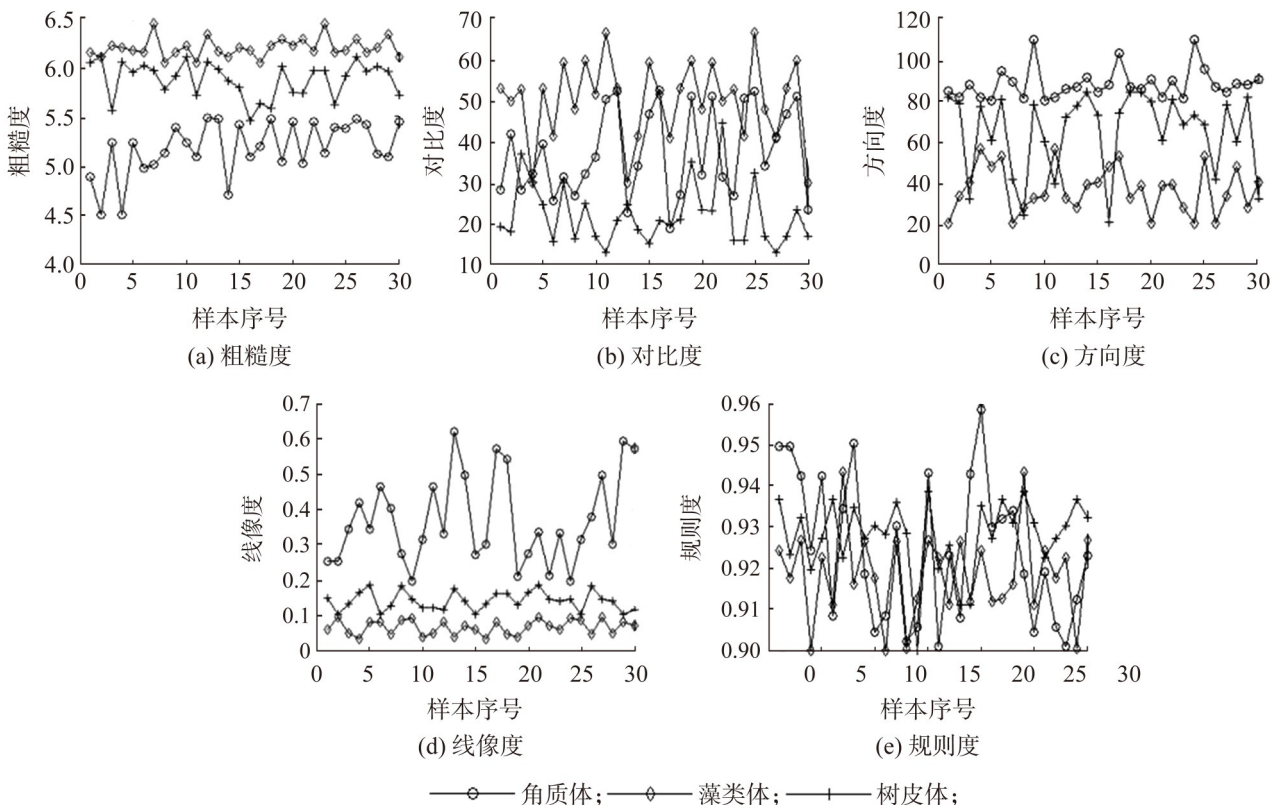 6.5
6.0
5.5
5.0
4.5
4.0
粗糙度
0 5 10 15 20 25 30
样本序号
(a) 粗糙度
70
60
50
40
30
20
10
对比度
0 5 10 15 20 25 30
样本序号
(b) 对比度
120
100
80
60
40
20
0
方向度
0 5 10 15 20 25 30
样本序号
(c) 方向度
0.7
0.6
0.5
0.4
0.3
0.2
0.1
0
线像度
0 5 10 15 20 25 30
样本序号
(d) 线像度
0.96
0.95
0.94
0.93
0.92
0.91
0.90
规则度
0 5 10 15 20 25 30
样本序号
(e) 规则度
角质体; 藻类体; 树皮体;